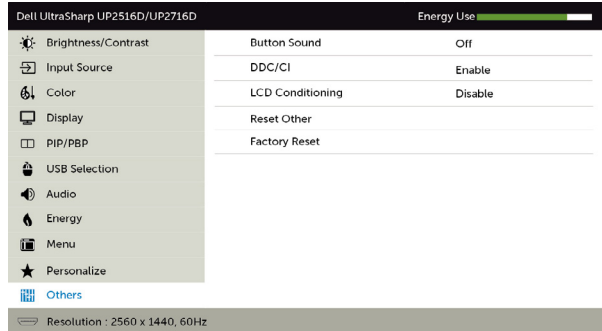 Dell UltraSharp UP2516D/UP2716D Energy Use
Brightness/Contrast Button Sound Off
Input Source DDC/CI Enable
Color LCD Conditioning Disable
Display Reset Other
PIP/PBP Factory Reset
USB Selection
Audio
Energy
Menu
Personalize
Others
Resolution : 2560 x 1440, 60Hz